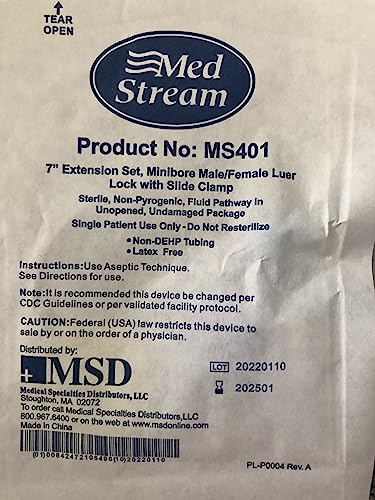 TEAR
OPEN
Med
Stream
Product No: MS401
7" Extension Set, Minibore Male/Female Luer
Lock with Slide Clamp
Sterile, Non-Pyrogenic, Fluid Pathway in
Unopened, Undamaged Package
Single Patient Use Only - Do Not Resterilize
•Non-DEHP Tubing
•Latex Free
Instructions:Use Aseptic Technique.
See Directions for use.
Note:It is recommended this device be changed per
CDC Guidelines or per validated facility protocol.
CAUTION:Federal (USA) law restricts this device to
sale by or on the order of a physician.
Distributed by:
MSD
Medical Specialties Distributors, LLC
Stoughton, MA 02072
To order call Medical Specialties Distributors,LLC
800.967.6400 or on the web at www.msdonline.com
Made in China
LOT 20220110
202501
(01)00842472105400(10)20220110
PL-P0004 Rev. A